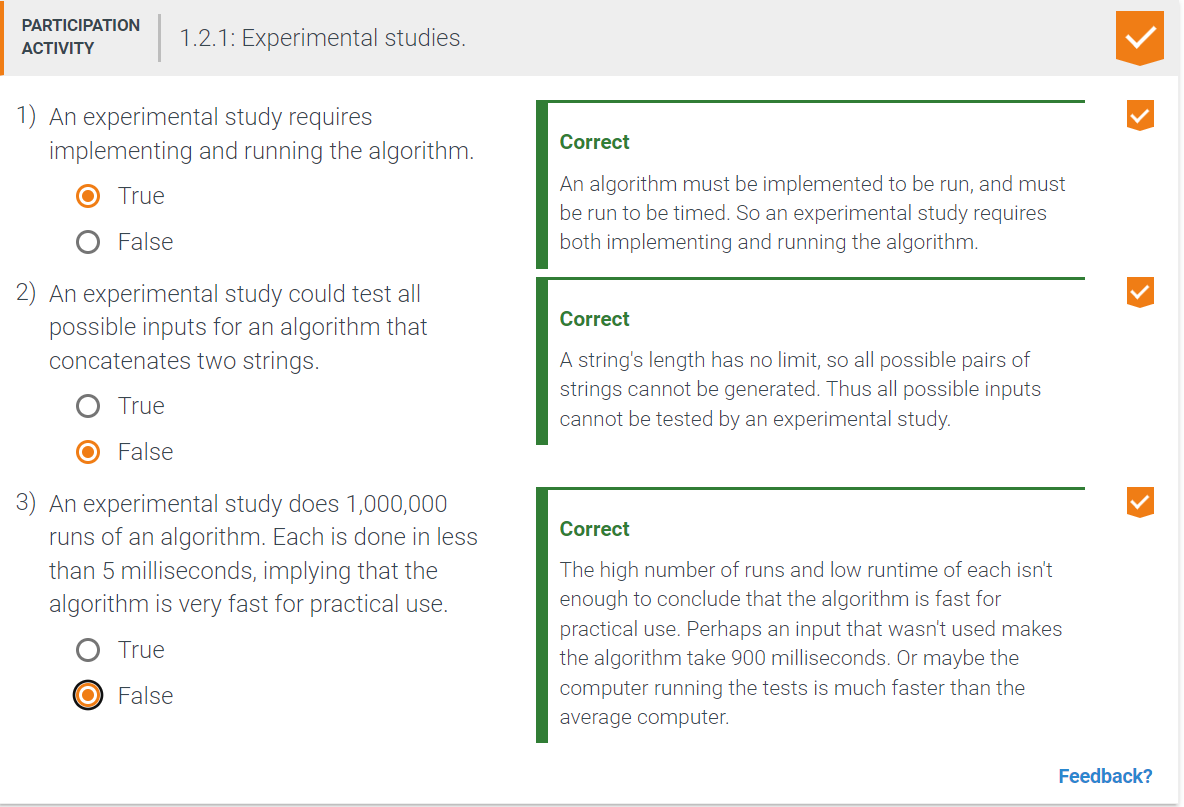 PARTICIPATION
ACTIVITY
1.2.1: Experimental studies.
1) An experimental study requires
implementing and running the algorithm.
True
False
Correct
An algorithm must be implemented to be run, and must
be run to be timed. So an experimental study requires
both implementing and running the algorithm.
2) An experimental study could test all
possible inputs for an algorithm that
concatenates two strings.
True
False
Correct
A string's length has no limit, so all possible pairs of
strings cannot be generated. Thus all possible inputs
cannot be tested by an experimental study.
3) An experimental study does 1,000,000
runs of an algorithm. Each is done in less
than 5 milliseconds, implying that the
algorithm is very fast for practical use.
True
False
Correct
The high number of runs and low runtime of each isn't
enough to conclude that the algorithm is fast for
practical use. Perhaps an input that wasn't used makes
the algorithm take 900 milliseconds. Or maybe the
computer running the tests is much faster than the
average computer.
Feedback?